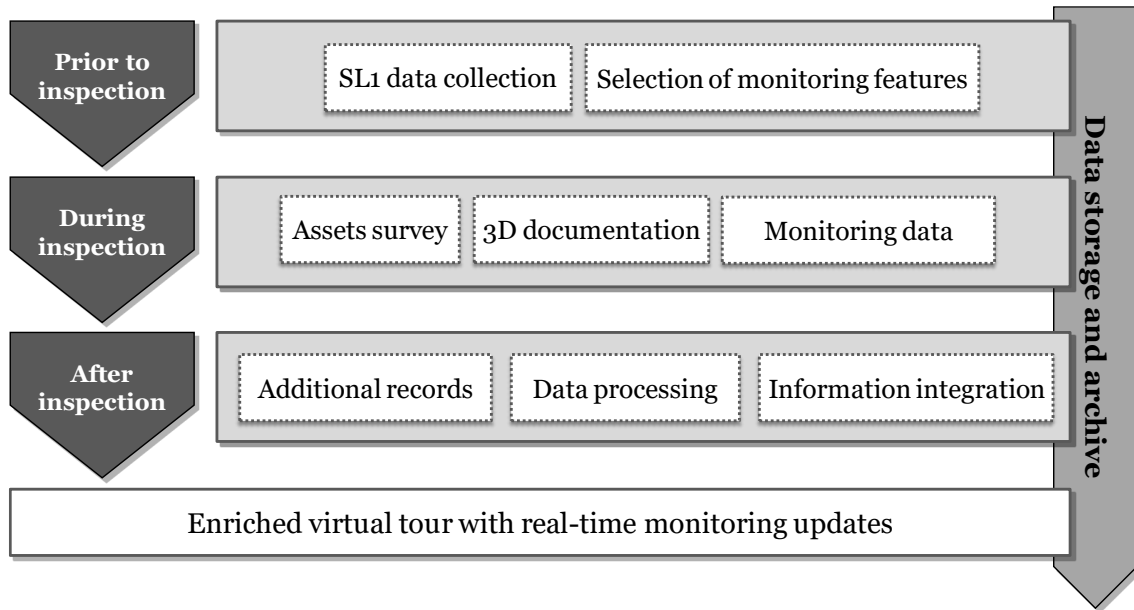 Prior to
inspection
SL1 data collection
Selection of monitoring features
During
inspection
Assets survey
3D documentation
Monitoring data
After
inspection
Additional records
Data processing
Information integration
Enriched virtual tour with real-time monitoring updates
Data storage and archive